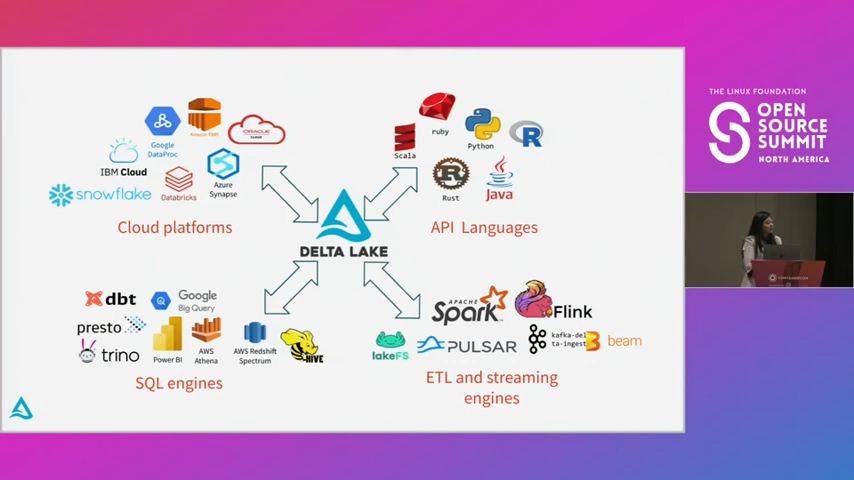 Google
DataProc
Amazon EMR
ORACLE
CLOUD
IBM Cloud
snowflake
Databricks
Azure
Synapse
Cloud platforms
ruby
Scala
Python
R
Rust
Java
API Languages
DELTA LAKE
dbt
Google
Big Query
presto
trino
Power BI
AWS
Athena
AWS Redshift
Spectrum
HIVE
SQL engines
APACHE
Spark
Flink
lakeFS
PULSAR
kafka-del
ta-ingest
beam
ETL and streaming
engines
THE LINUX FOUNDATION
OPEN
SOURCE
SUMMIT
NORTH AMERICA